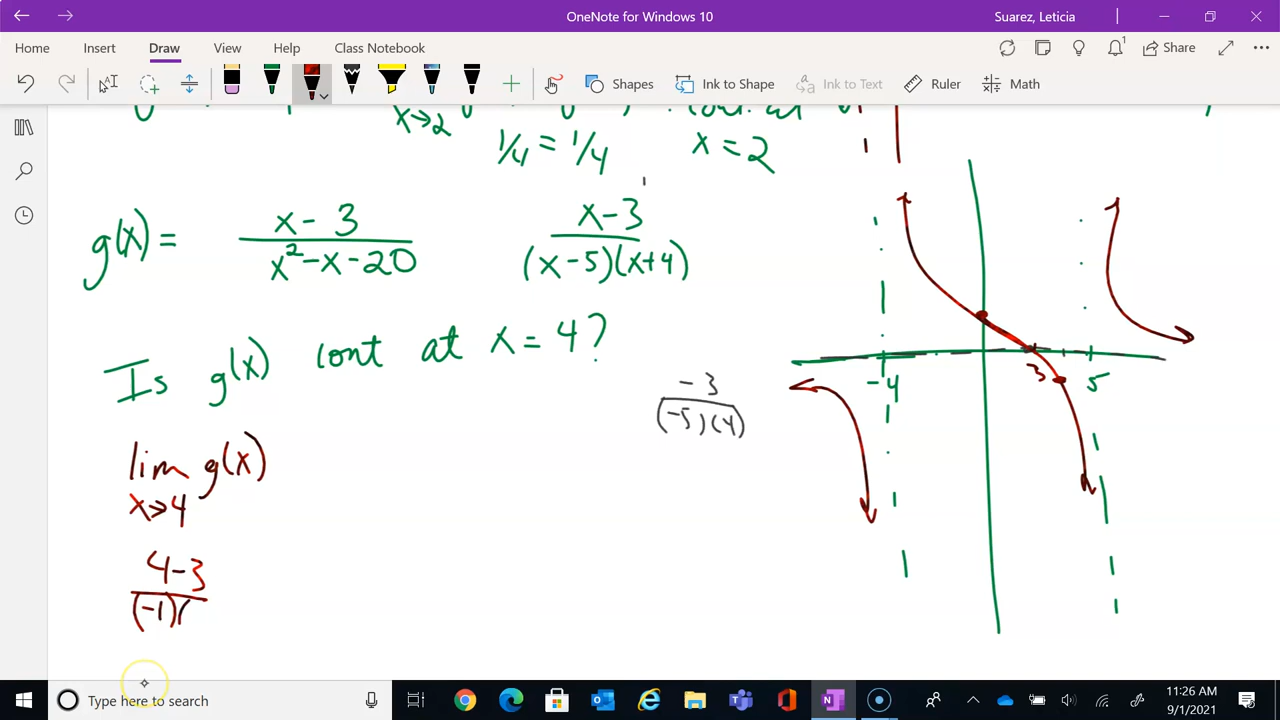 OneNote for Windows 10
Suarez, Leticia
Home Insert Draw View Help Class Notebook
Share
Shapes Ink to Shape Ink to Text Ruler Math
x→2
cont. at
1/4 = 1/4 x = 2
g(x) = x - 3 / x² - x - 20 x - 3 / (x - 5)(x + 4)
Is g(x) cont at x = 4?
-3 / (-5)(4)
-4 3 5
lim g(x)
x→4
4 - 3
(-1)(
Type here to search
11:26 AM
9/1/2021